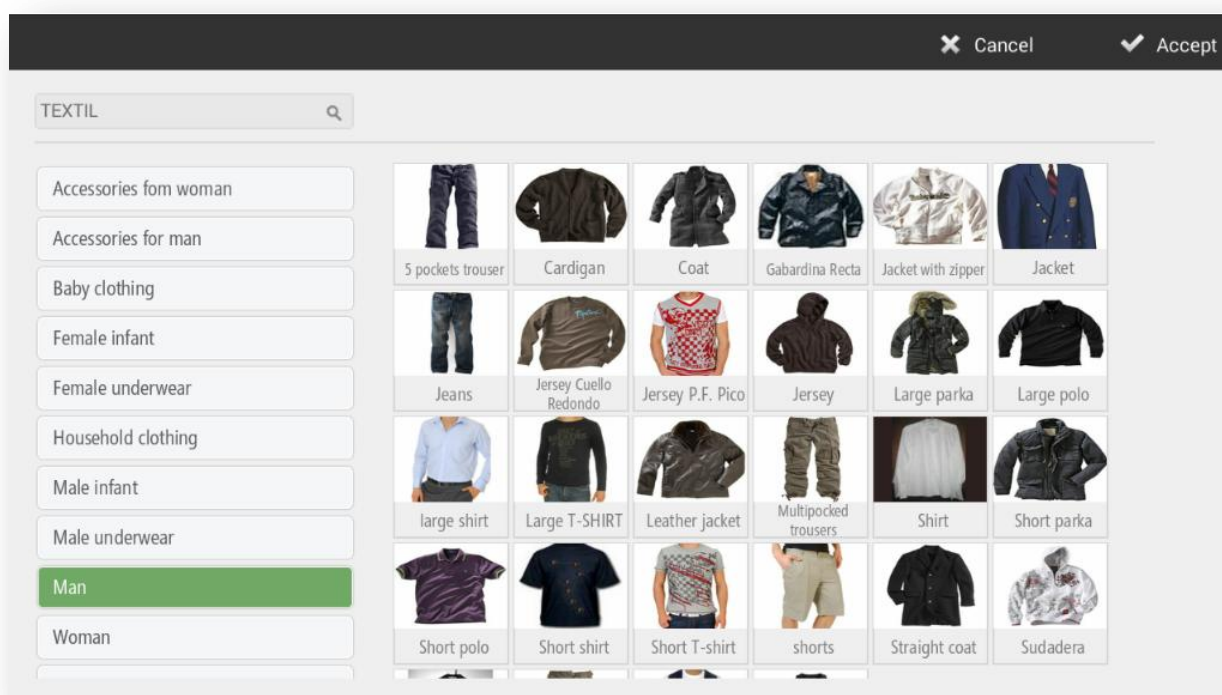 Cancel
Accept
TEXTIL
Accessories fom woman
Accessories for man
Baby clothing
Female infant
Female underwear
Household clothing
Male infant
Male underwear
Man
Woman
5 pockets trouser
Cardigan
Coat
Gabardina Recta
Jacket with zipper
Jacket
Jeans
Jersey Cuello
Redondo
Jersey P.F. Pico
Jersey
Large parka
Large polo
large shirt
Large T-SHIRT
Leather jacket
Multipocked
trousers
Shirt
Short parka
Short polo
Short shirt
Short T-shirt
shorts
Straight coat
Sudadera